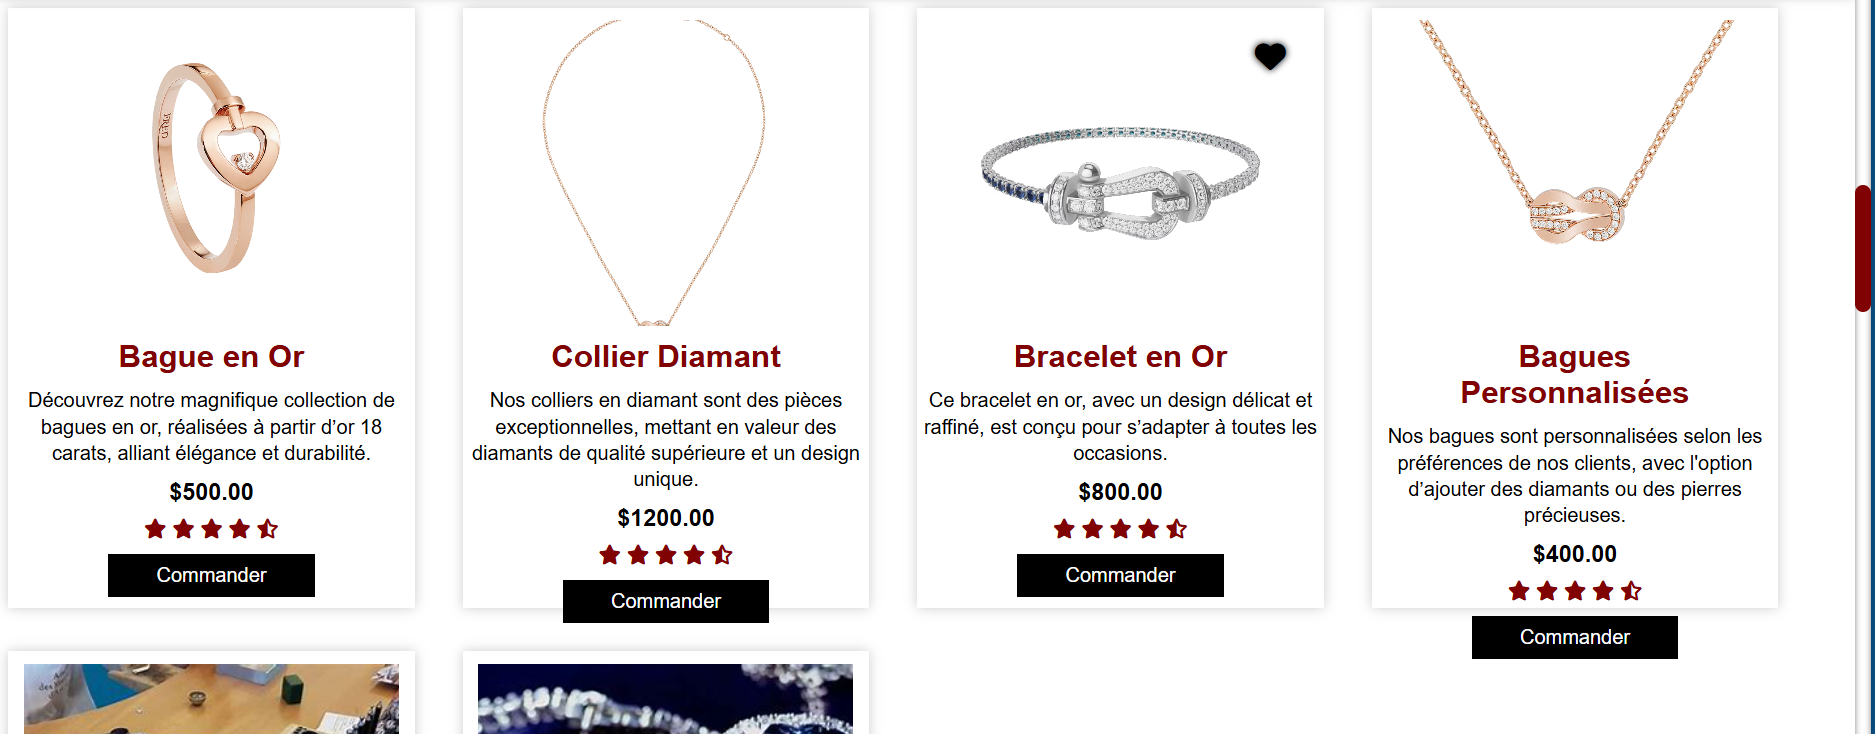 FRED
Bague en Or
Découvrez notre magnifique collection de
bagues en or, réalisées à partir d’or 18
carats, alliant élégance et durabilité.
$500.00
Commander
Collier Diamant
Nos colliers en diamant sont des pièces
exceptionnelles, mettant en valeur des
diamants de qualité supérieure et un design
unique.
$1200.00
Commander
Bracelet en Or
Ce bracelet en or, avec un design délicat et
raffiné, est conçu pour s’adapter à toutes les
occasions.
$800.00
Commander
Bagues
Personnalisées
Nos bagues sont personnalisées selon les
préférences de nos clients, avec l'option
d’ajouter des diamants ou des pierres
précieuses.
$400.00
Commander